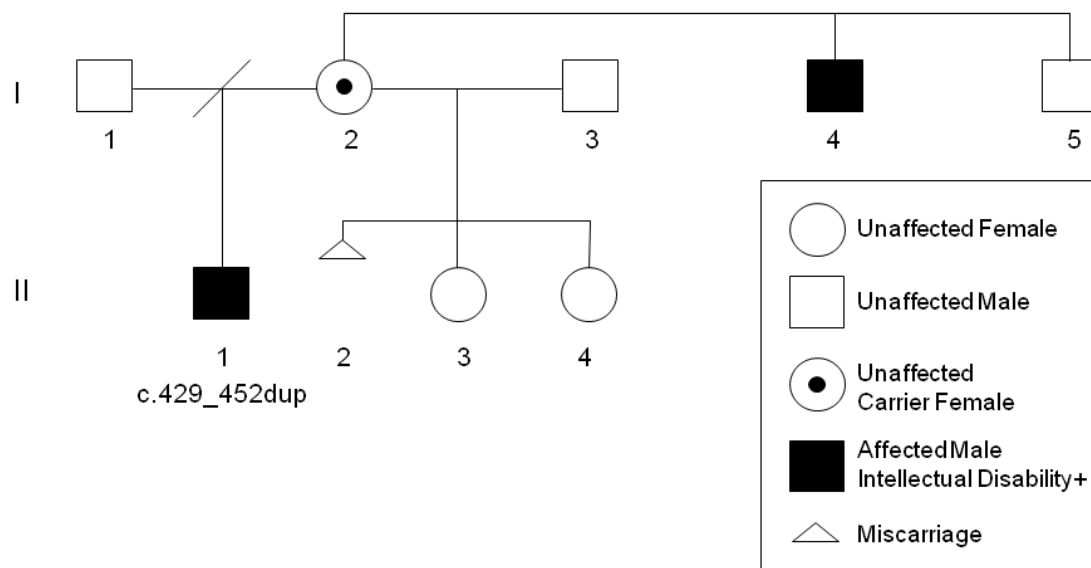 I
1
2
3
4
5
II
1
2
3
4
c.429_452dup
Unaffected Female
Unaffected Male
Unaffected
Carrier Female
Affected Male
Intellectual Disability+
Miscarriage